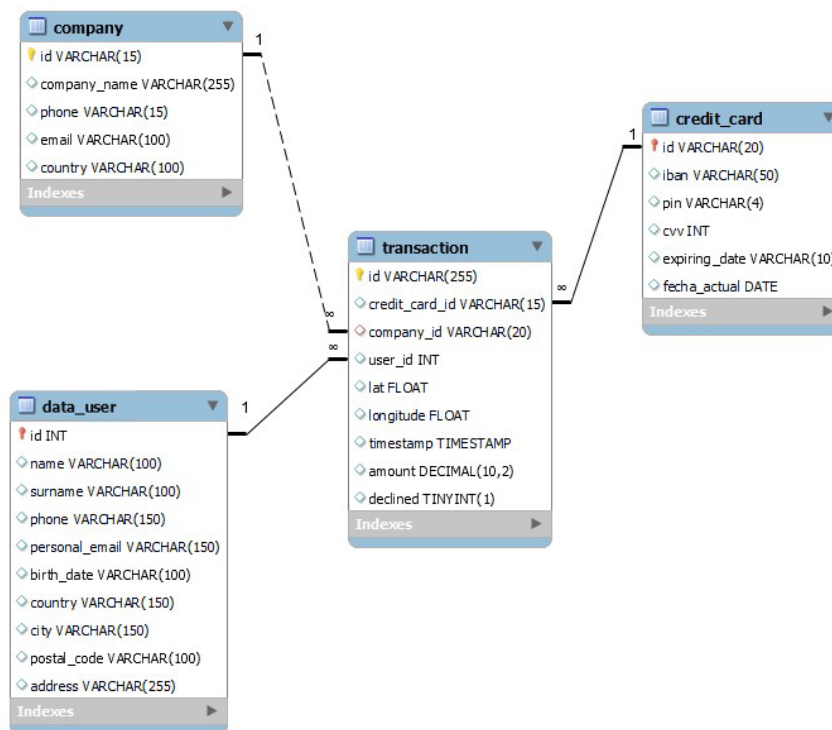 company
id VARCHAR(15)
company_name VARCHAR(255)
phone VARCHAR(15)
email VARCHAR(100)
country VARCHAR(100)
Indexes
1
∞
credit_card
id VARCHAR(20)
iban VARCHAR(50)
pin VARCHAR(4)
cvv INT
expiring_date VARCHAR(10)
fecha_actual DATE
Indexes
1
∞
transaction
id VARCHAR(255)
credit_card_id VARCHAR(15)
company_id VARCHAR(20)
user_id INT
lat FLOAT
longitude FLOAT
timestamp TIMESTAMP
amount DECIMAL(10,2)
declined TINYINT(1)
Indexes
∞
1
data_user
id INT
name VARCHAR(100)
surname VARCHAR(100)
phone VARCHAR(150)
personal_email VARCHAR(150)
birth_date VARCHAR(100)
country VARCHAR(150)
city VARCHAR(150)
postal_code VARCHAR(100)
address VARCHAR(255)
Indexes